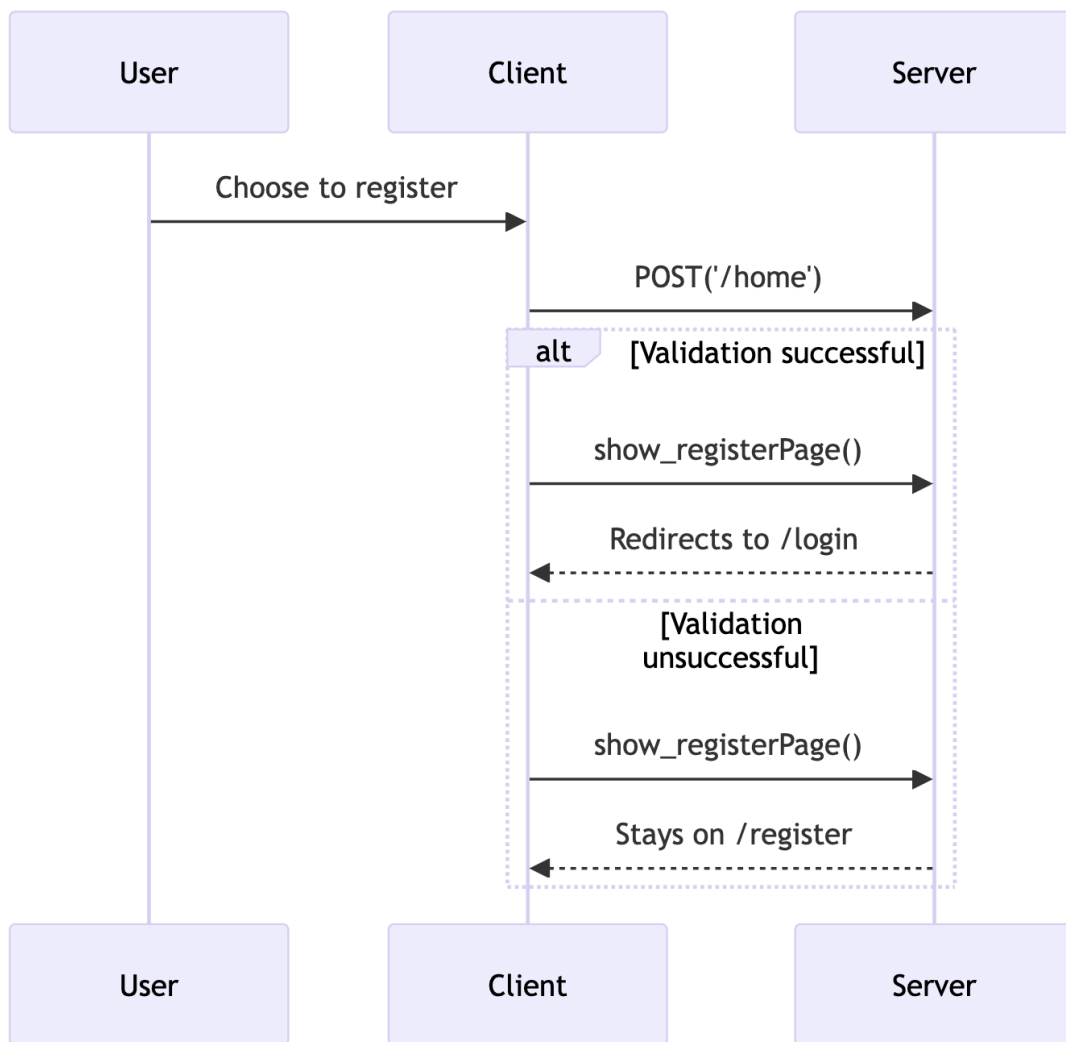 User
Client
Server
Choose to register
POST('/home')
alt
[Validation successful]
show_registerPage()
Redirects to /login
[Validation
unsuccessful]
show_registerPage()
Stays on /register
User
Client
Server